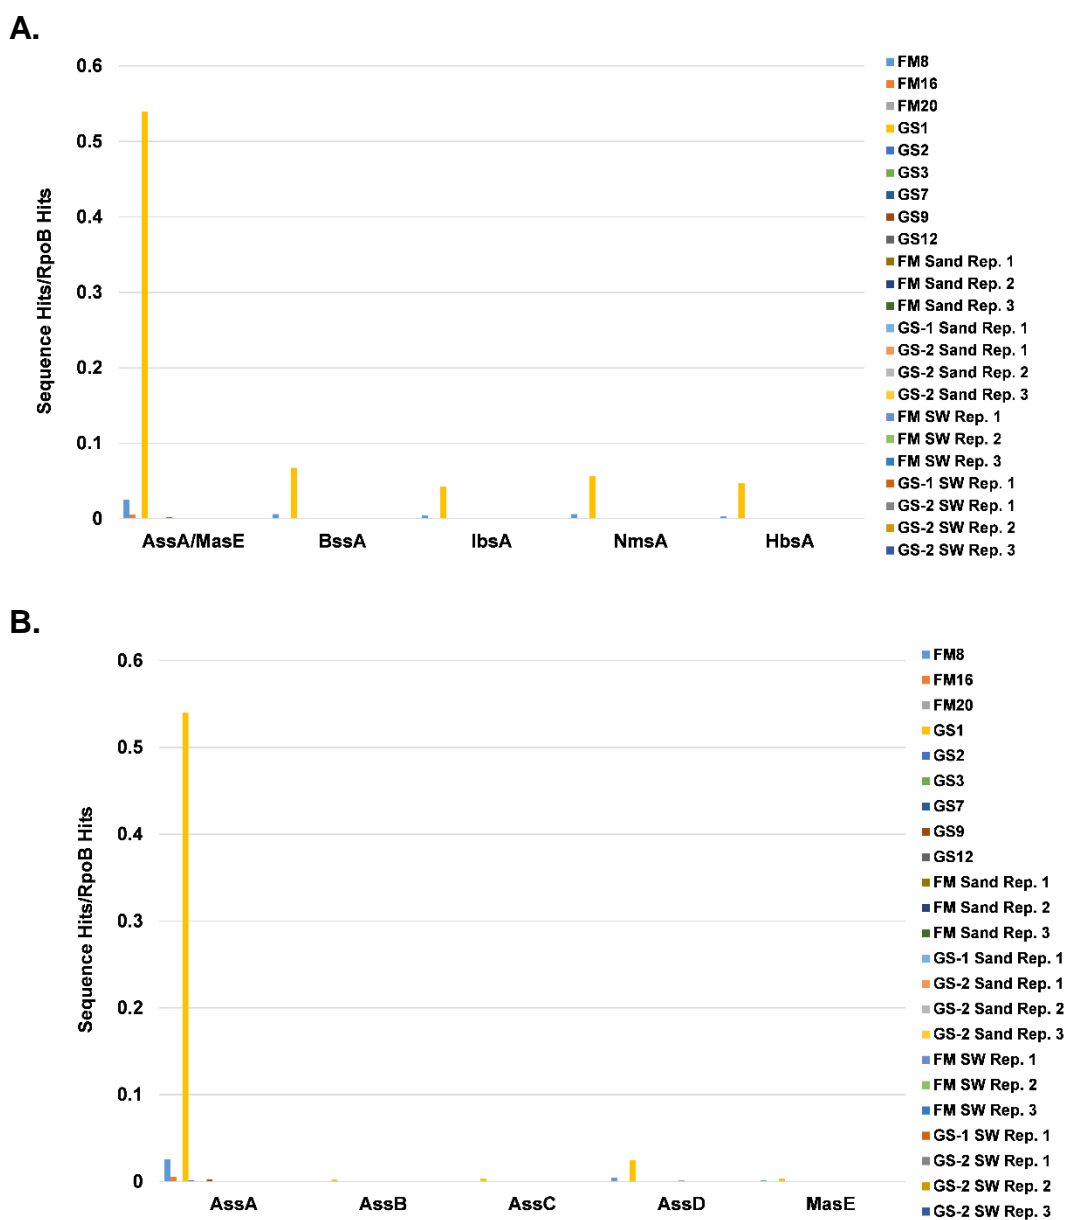 A.
Sequence Hits/RpoB Hits
0.6
0.5
0.4
0.3
0.2
0.1
0
AssA/MasE BssA IbsA NmsA HbsA
FM8
FM16
FM20
GS1
GS2
GS3
GS7
GS9
GS12
FM Sand Rep. 1
FM Sand Rep. 2
FM Sand Rep. 3
GS-1 Sand Rep. 1
GS-2 Sand Rep. 1
GS-2 Sand Rep. 2
GS-2 Sand Rep. 3
FM SW Rep. 1
FM SW Rep. 2
FM SW Rep. 3
GS-1 SW Rep. 1
GS-2 SW Rep. 1
GS-2 SW Rep. 2
GS-2 SW Rep. 3
B.
Sequence Hits/RpoB Hits
0.6
0.5
0.4
0.3
0.2
0.1
0
AssA AssB AssC AssD MasE
FM8
FM16
FM20
GS1
GS2
GS3
GS7
GS9
GS12
FM Sand Rep. 1
FM Sand Rep. 2
FM Sand Rep. 3
GS-1 Sand Rep. 1
GS-2 Sand Rep. 1
GS-2 Sand Rep. 2
GS-2 Sand Rep. 3
FM SW Rep. 1
FM SW Rep. 2
FM SW Rep. 3
GS-1 SW Rep. 1
GS-2 SW Rep. 1
GS-2 SW Rep. 2
GS-2 SW Rep. 3